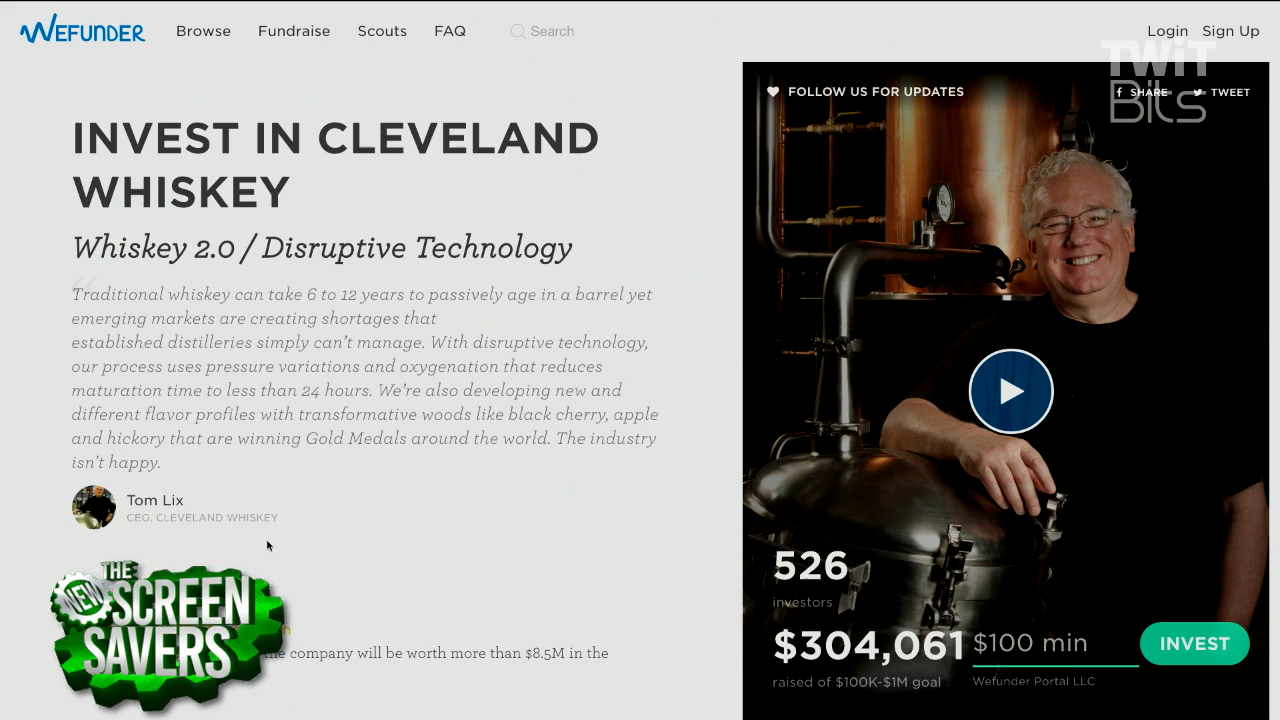 WEFUNDER Browse Fundraise Scouts FAQ Search Login Sign Up
TWiT
Bits
FOLLOW US FOR UPDATES SHARE TWEET
INVEST IN CLEVELAND
WHISKEY
Whiskey 2.0 / Disruptive Technology
“
Traditional whiskey can take 6 to 12 years to passively age in a barrel yet
emerging markets are creating shortages that
established distilleries simply can't manage. With disruptive technology,
our process uses pressure variations and oxygenation that reduces
maturation time to less than 24 hours. We're also developing new and
different flavor profiles with transformative woods like black cherry, apple
and hickory that are winning Gold Medals around the world. The industry
isn't happy.
Tom Lix
CEO, CLEVELAND WHISKEY
THE
NEW SCREEN
SAVERS
company will be worth more than $8.5M in the
526
investors
$304,061
raised of $100K-$1M goal
$100 min
Wefunder Portal LLC
INVEST